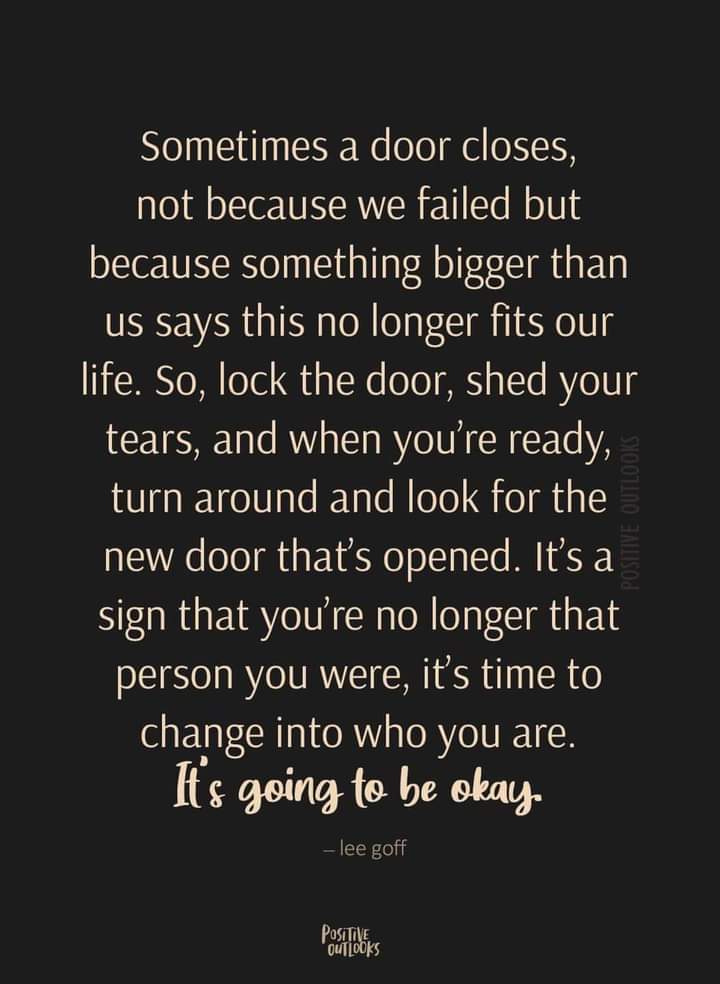 Sometimes a door closes,
not because we failed but
because something bigger than
us says this no longer fits our
life. So, lock the door, shed your
tears, and when you're ready,
turn around and look for the
new door that's opened. It's a
sign that you're no longer that
person you were, it's time to
change into who you are.
It's going to be okay.
– lee goff
POSITIVE OUTLOOKS
POSITIVE
OUTLOOKS